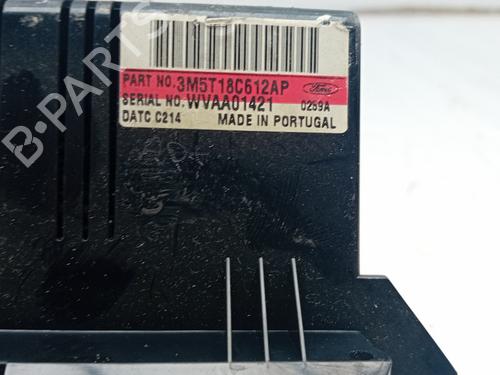 PART NO. 3M5T18C612AP
Ford
SERIAL NO. WVAA01421 0259A
DATC C214 MADE IN PORTUGAL
B-PARTS